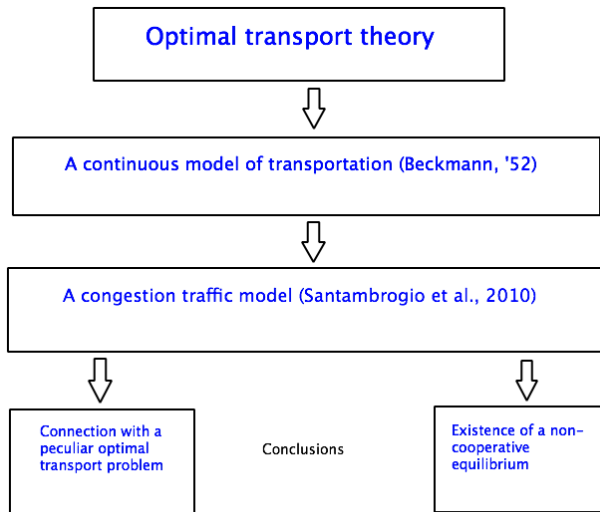 Optimal transport theory
A continuous model of transportation (Beckmann, '52)
A congestion traffic model (Santambrogio et al., 2010)
Connection with a
peculiar optimal
transport problem
Conclusions
Existence of a non-
cooperative
equilibrium